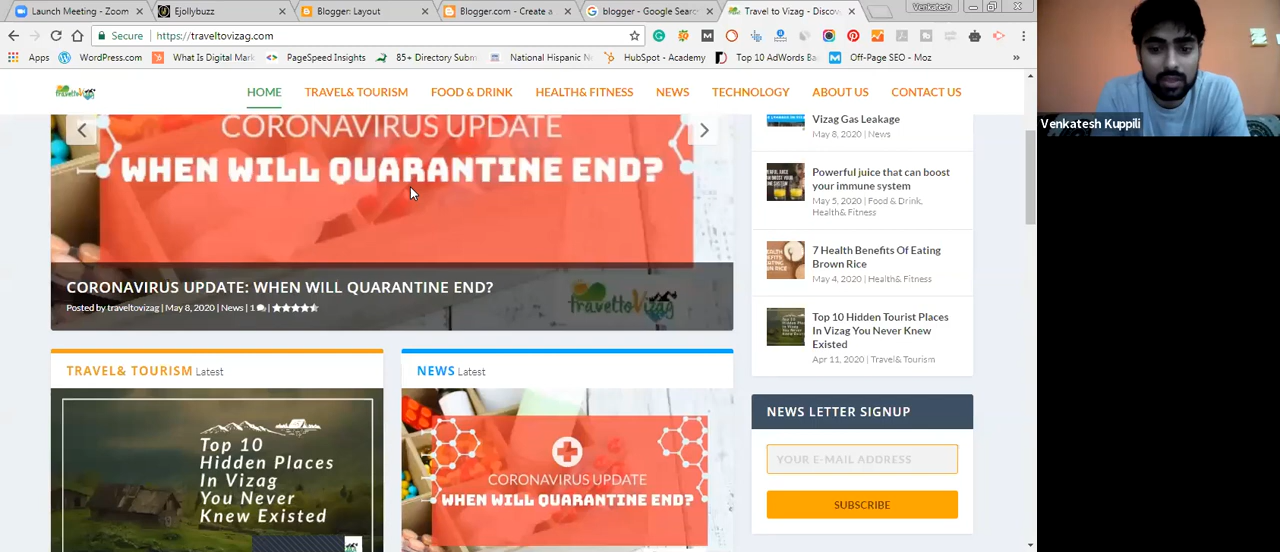 Launch Meeting - Zoom
Ejollybuzz
Blogger: Layout
Blogger.com - Create a
blogger - Google Searc
Travel to Vizag - Discov
Venkatesh
Secure
https://traveltovizag.com
Apps
WordPress.com
What Is Digital Mark
PageSpeed Insights
85+ Directory Subm
National Hispanic N
HubSpot - Academy
Top 10 AdWords Ba
Off-Page SEO - Moz
Venkatesh Kuppili
traveltoVizag
HOME
TRAVEL& TOURISM
FOOD & DRINK
HEALTH& FITNESS
NEWS
TECHNOLOGY
ABOUT US
CONTACT US
CORONAVIRUS UPDATE
WHEN WILL QUARANTINE END?
CORONAVIRUS UPDATE: WHEN WILL QUARANTINE END?
Posted by traveltovizag | May 8, 2020 | News | 1
traveltoVizag
TRAVEL& TOURISM Latest
Top 10
Hidden Places
In Vizag
You Never
Knew Existed
NEWS Latest
CORONAVIRUS UPDATE
WHEN WILL QUARANTINE END?
Vizag Gas Leakage
May 8, 2020 | News
Powerful juice that can boost your immune system
May 5, 2020 | Food & Drink,
Health& Fitness
7 Health Benefits Of Eating
Brown Rice
May 4, 2020 | Health& Fitness
Top 10 Hidden Tourist Places
In Vizag You Never Knew
Existed
Apr 11, 2020 | Travel& Tourism
NEWS LETTER SIGNUP
YOUR E-MAIL ADDRESS
SUBSCRIBE